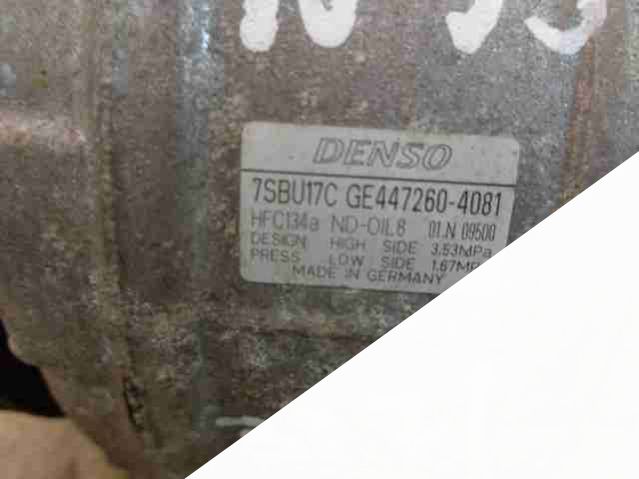 DENSO
7SBU17C GE447260-4081
HFC134a ND-OIL8 01.N 09500
DESIGN HIGH SIDE 3.53MPa
PRESS LOW SIDE
MADE IN GERMANY